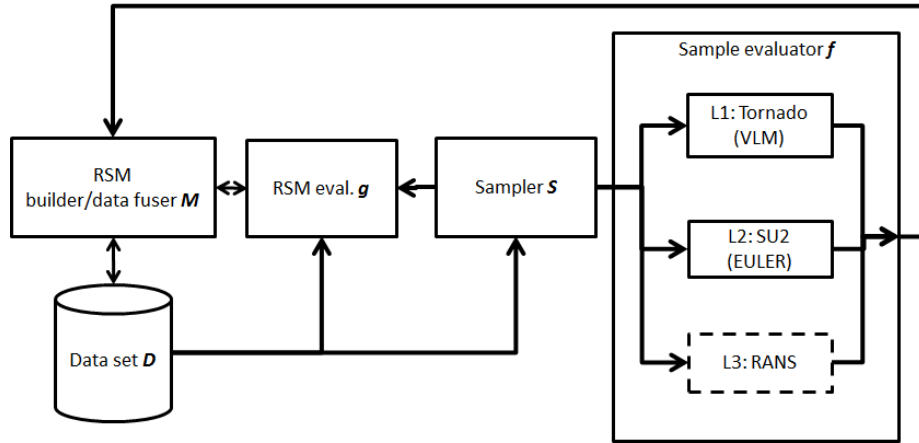 Sample evaluator f
L1: Tornado
(VLM)
RSM
builder/data fuser M
RSM eval. g
Sampler S
L2: SU2
(EULER)
Data set D
L3: RANS